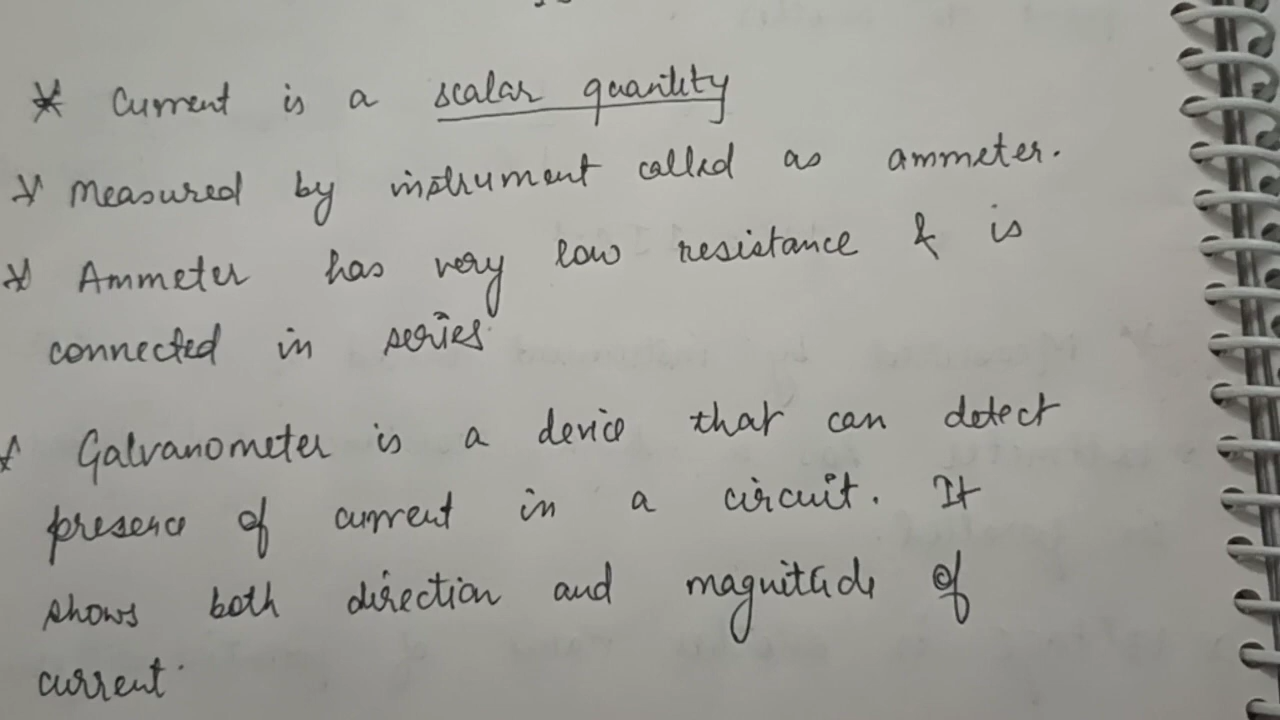 * Current is a scalar quantity
* Measured by instrument called as ammeter.
* Ammeter has very low resistance & is
connected in series.
* Galvanometer is a device that can detect
presence of current in a circuit. It
shows both direction and magnitude of
current.